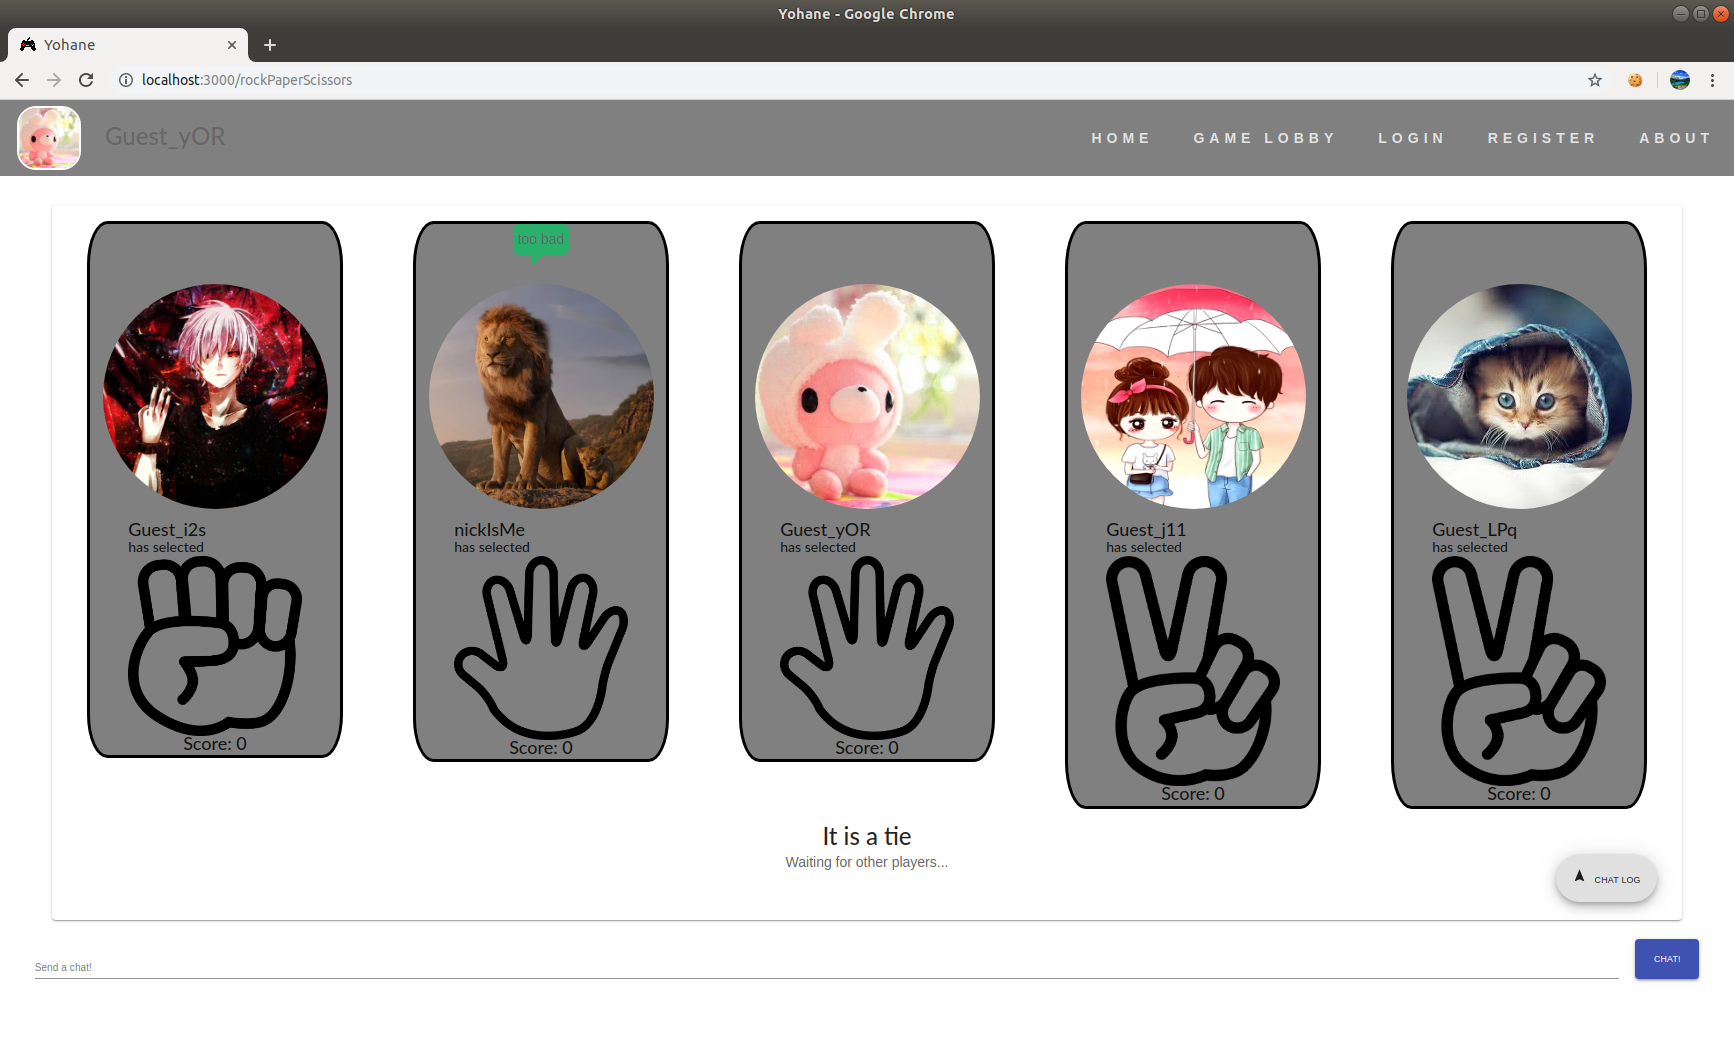 Yohane - Google Chrome
Yohane
localhost:3000/rockPaperScissors
Guest_yOR
HOME
GAME LOBBY
LOGIN
REGISTER
ABOUT
too bad
Guest_i2s
has selected
Score: 0
nickIsMe
has selected
Score: 0
Guest_yOR
has selected
Score: 0
Guest_j11
has selected
Score: 0
Guest_LPq
has selected
Score: 0
It is a tie
Waiting for other players...
CHAT LOG
Send a chat!
CHAT!